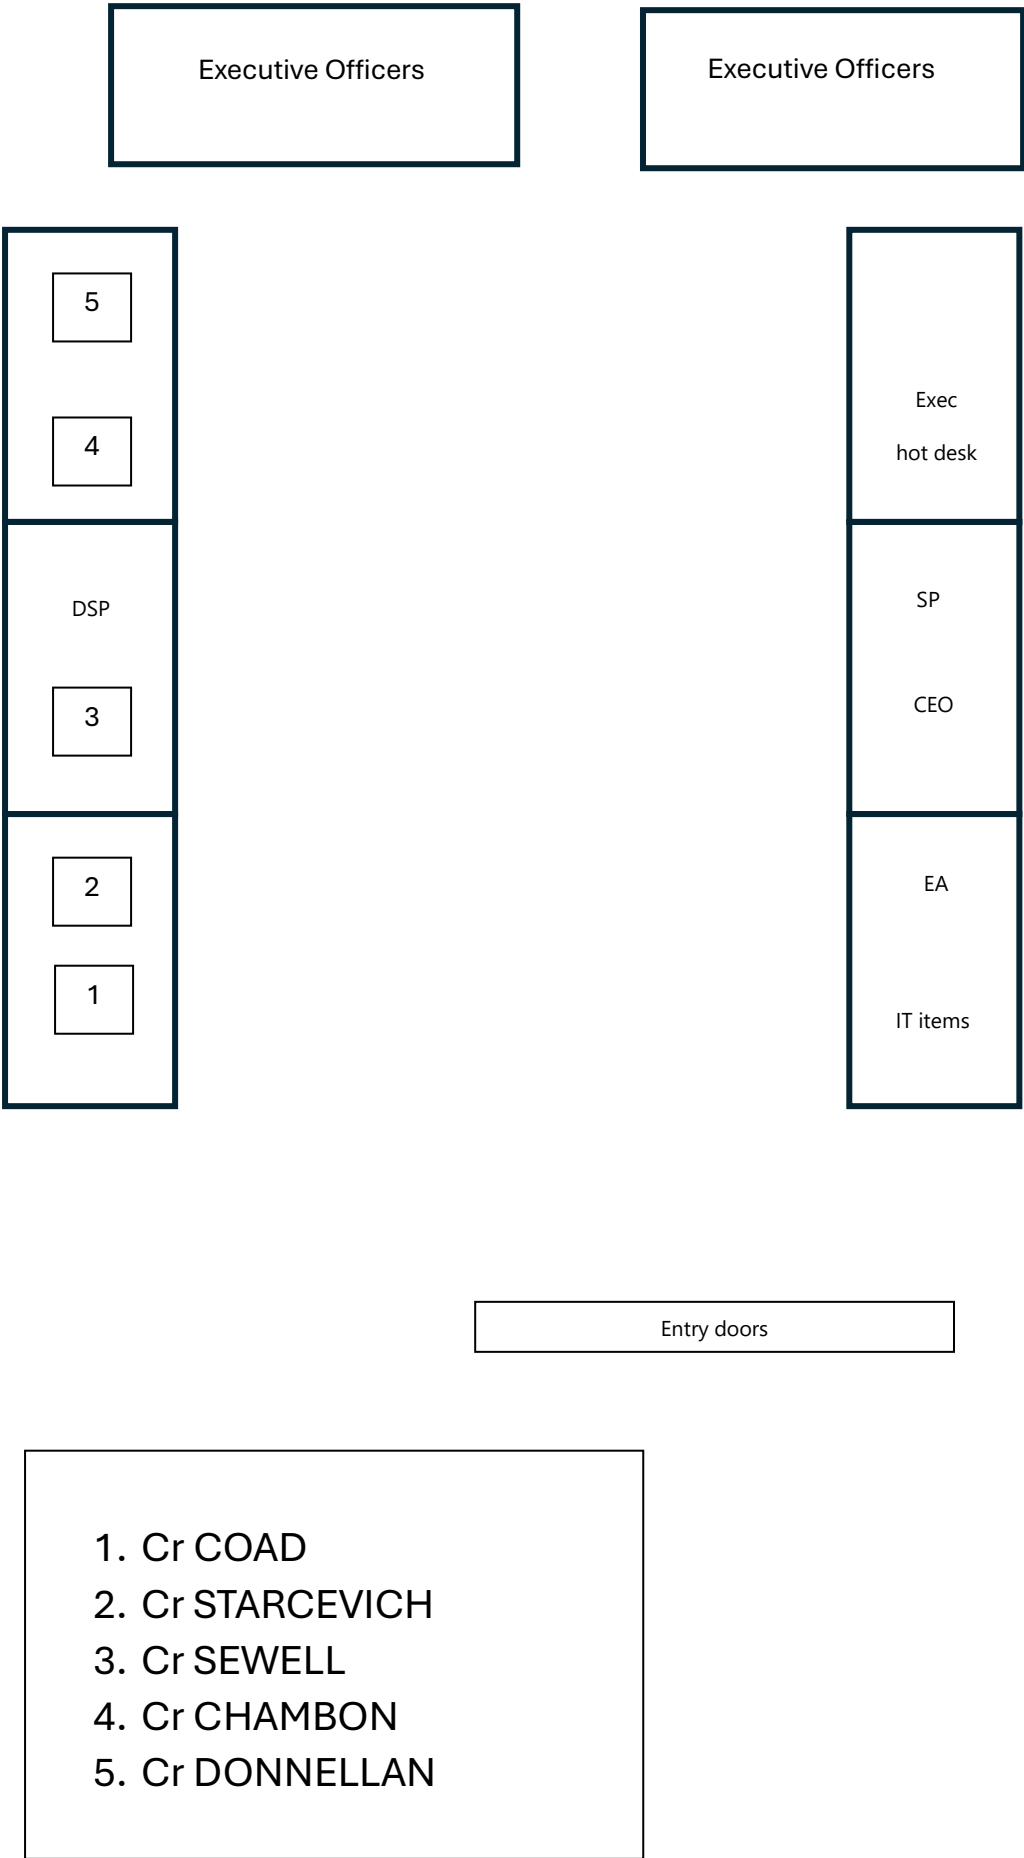 Executive Officers
Executive Officers
5
4
DSP
3
2
1
Exec
hot desk
SP
CEO
EA
IT items
Entry doors
1. Cr COAD
2. Cr STARCEVICH
3. Cr SEWELL
4. Cr CHAMBON
5. Cr DONNELLAN